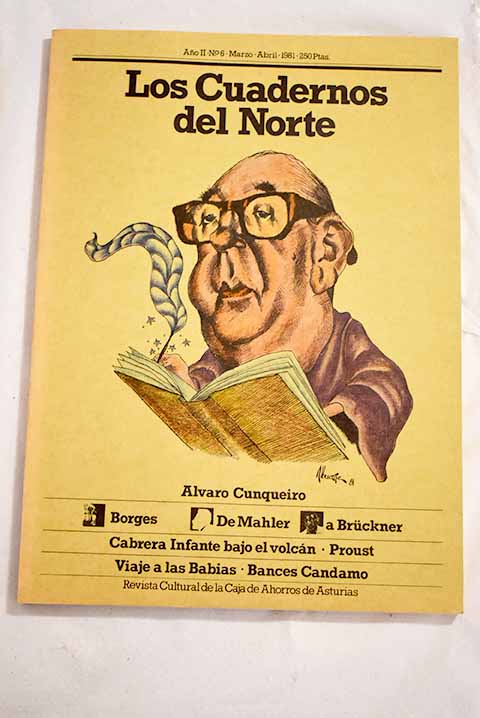 Año II · Nº 6 · Marzo · Abril · 1981 · 250 Ptas.
Los Cuadernos
del Norte
Alvaro Cunqueiro
Borges De Mahler a Brückner
Cabrera Infante bajo el volcán · Proust
Viaje a las Babias · Bances Candamo
Revista Cultural de la Caja de Ahorros de Asturias